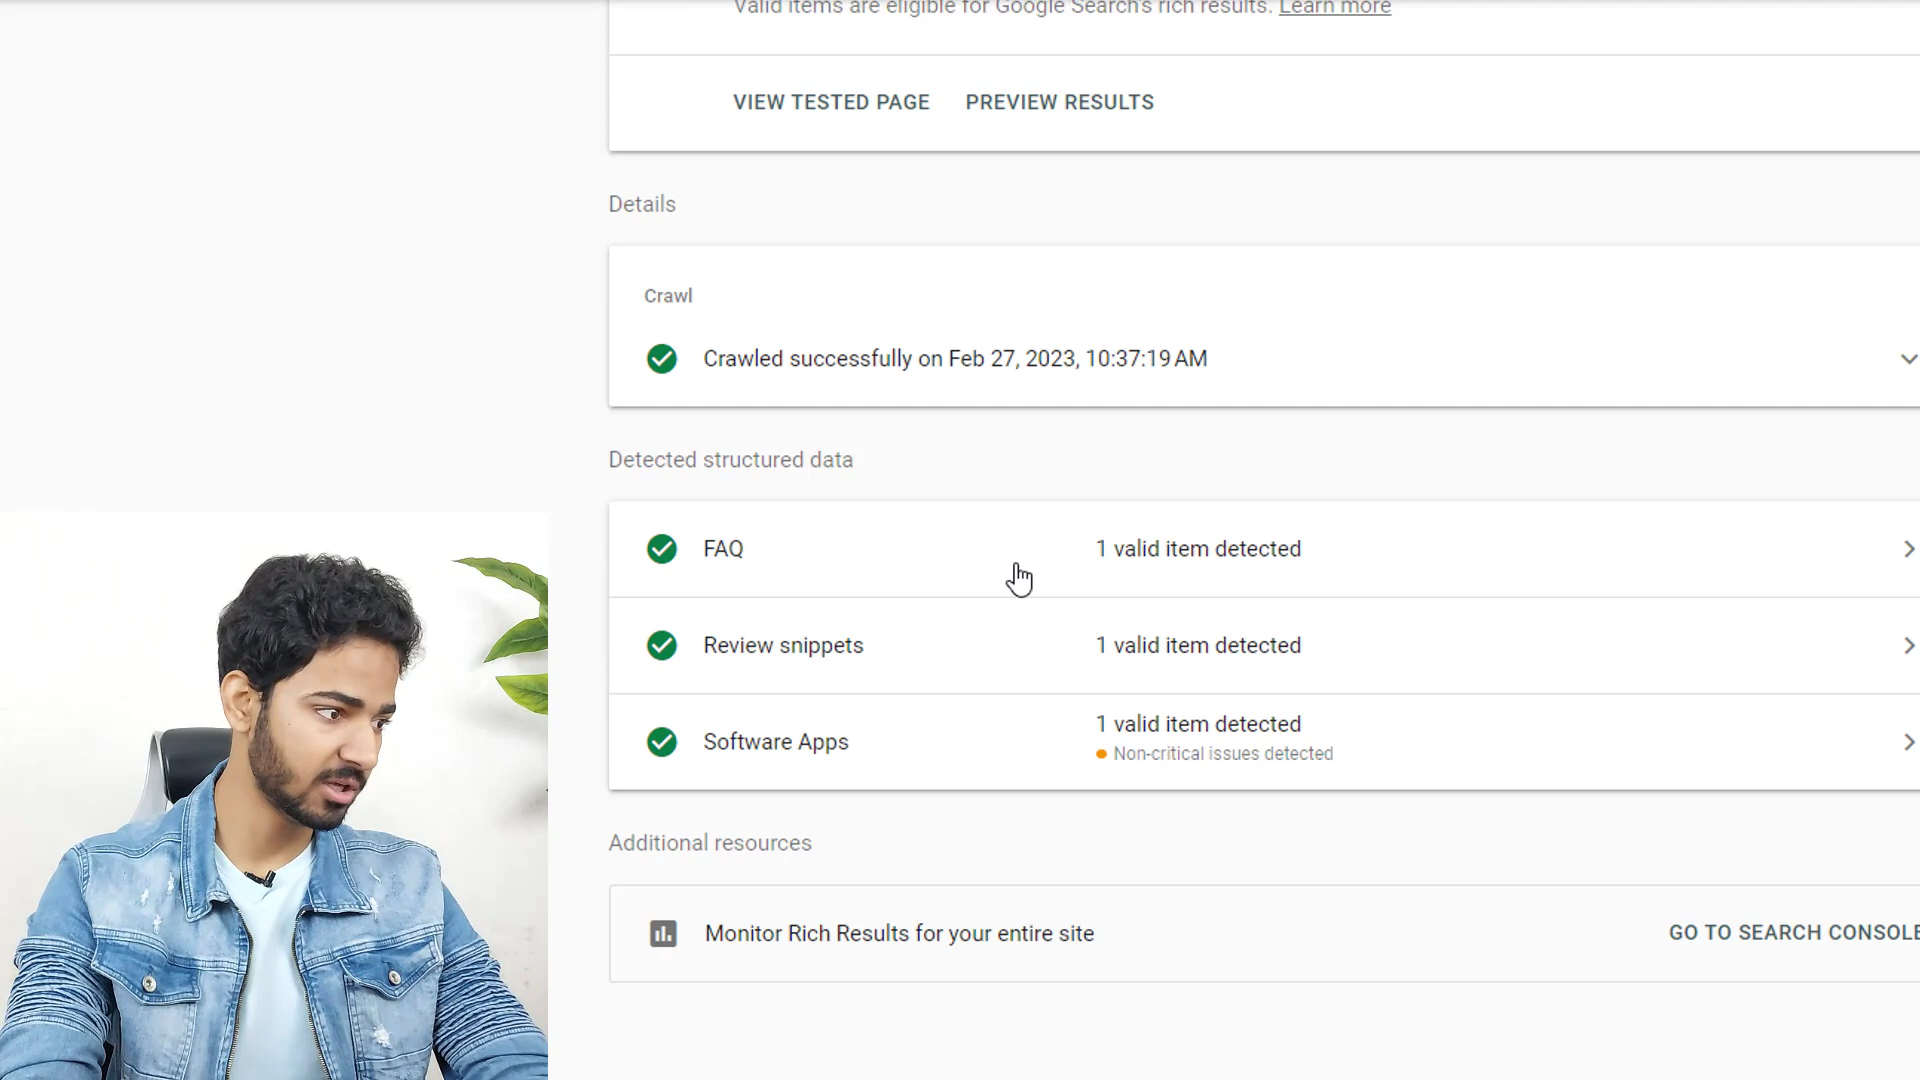 Valid items are eligible for Google Search's rich results. Learn more
VIEW TESTED PAGE PREVIEW RESULTS
Details
Crawl
Crawled successfully on Feb 27, 2023, 10:37:19 AM
Detected structured data
FAQ 1 valid item detected
Review snippets 1 valid item detected
Software Apps 1 valid item detected
Non-critical issues detected
Additional resources
Monitor Rich Results for your entire site GO TO SEARCH CONSOLE